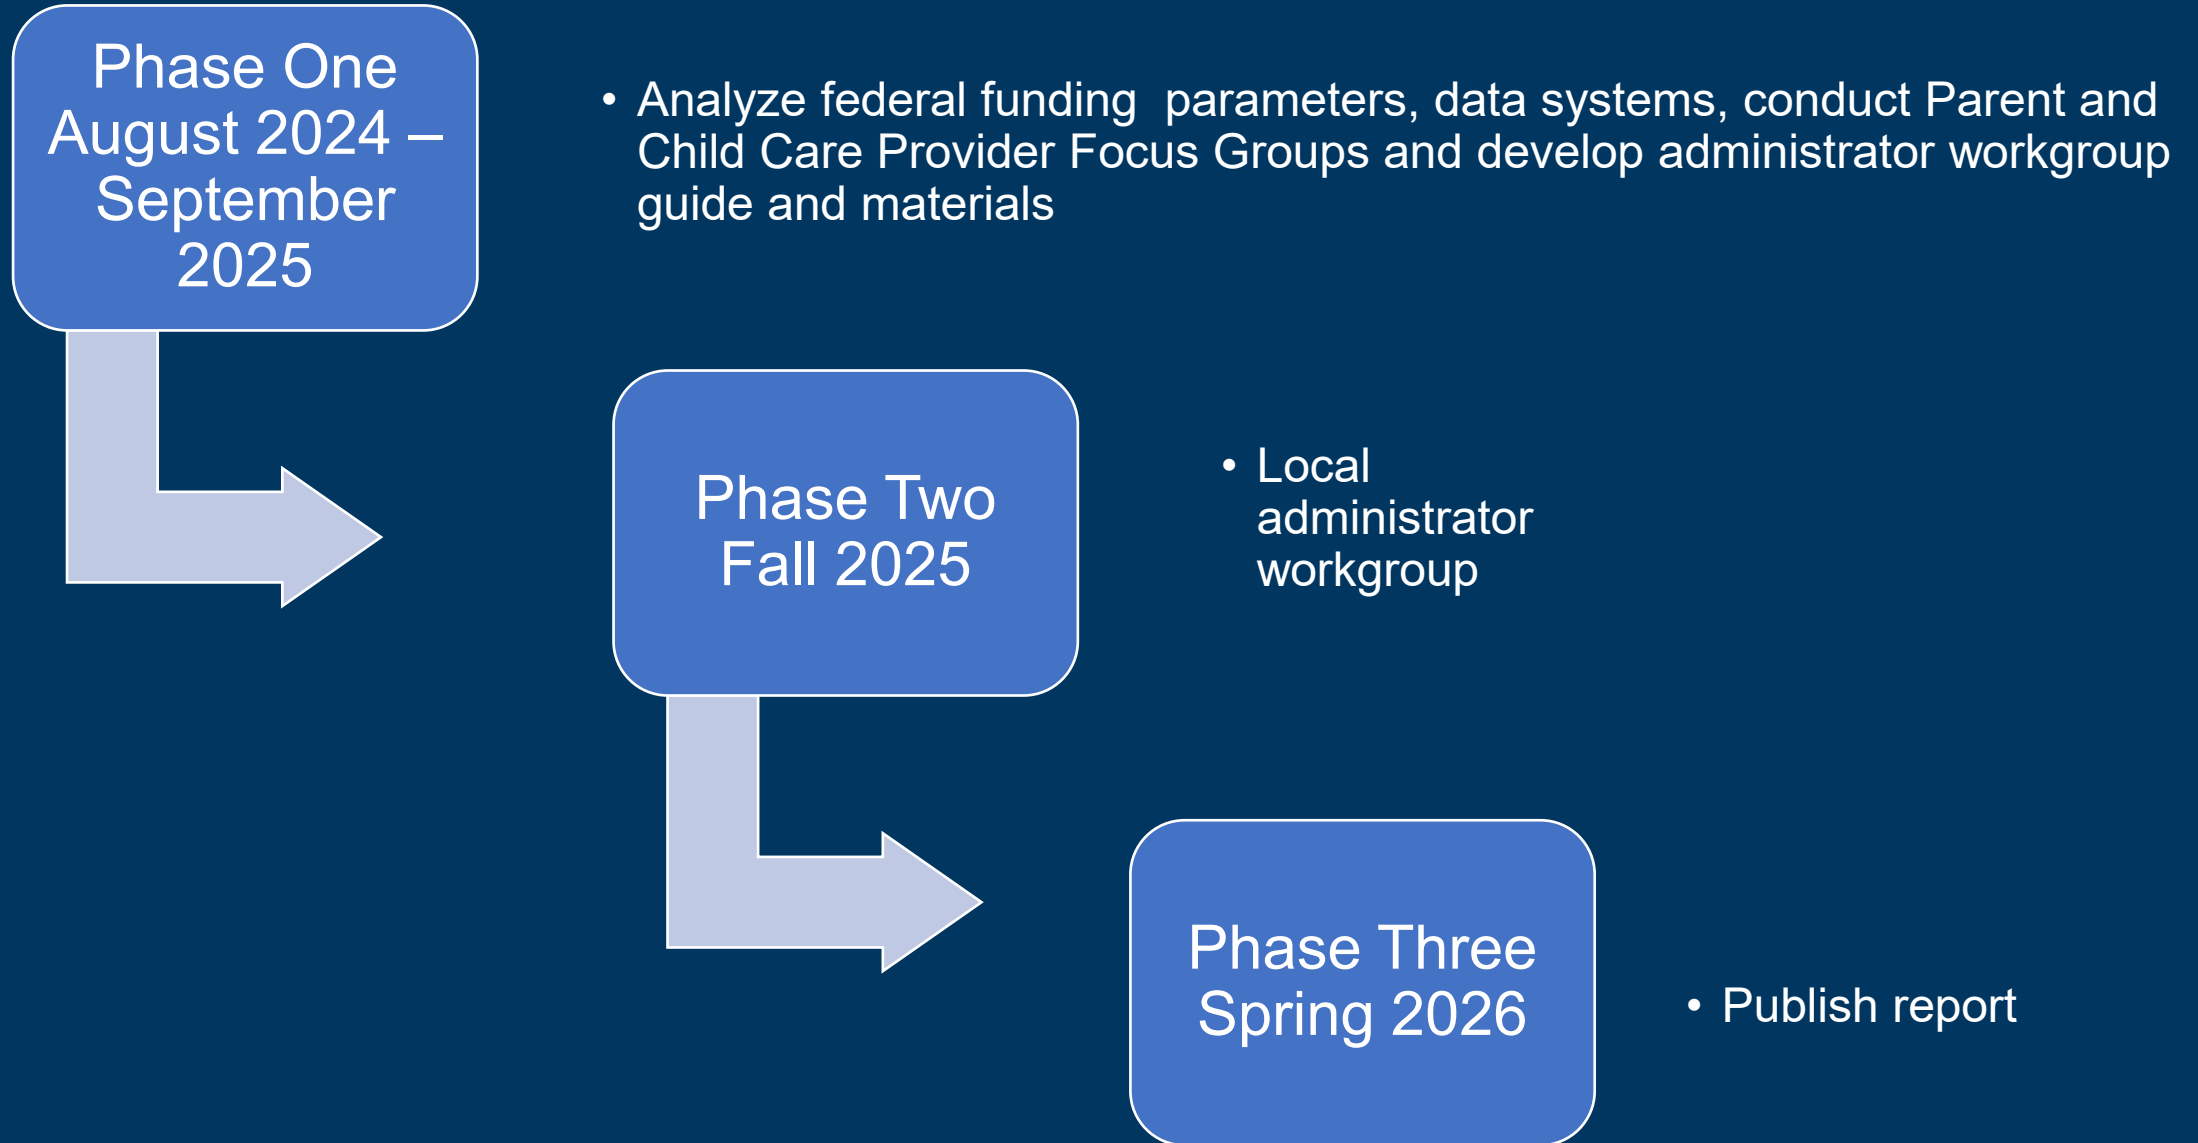 Phase One
August 2024 –
September
2025
• Analyze federal funding  parameters, data systems, conduct Parent and
Child Care Provider Focus Groups and develop administrator workgroup
guide and materials
Phase Two
Fall 2025
• Local
administrator
workgroup
Phase Three
Spring 2026
• Publish report